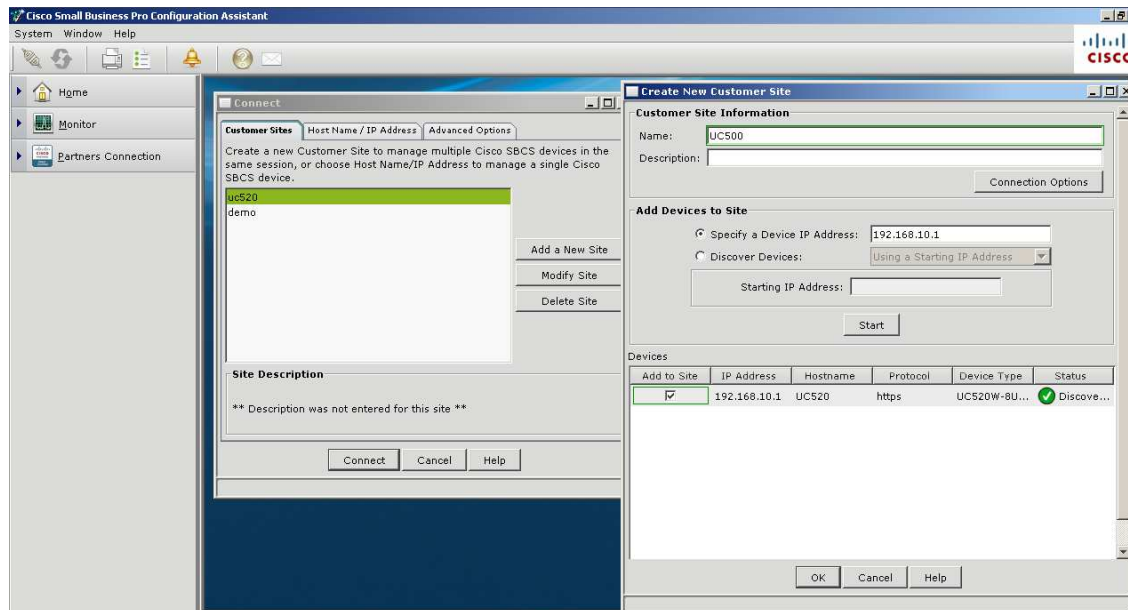 Cisco Small Business Pro Configuration Assistant
System Window Help
CISCO
Home
Monitor
Partners Connection
Connect
Customer Sites Host Name / IP Address Advanced Options
Create a new Customer Site to manage multiple Cisco SBCS devices in the
same session, or choose Host Name/IP Address to manage a single Cisco
SBCS device.
uc520
demo
Add a New Site
Modify Site
Delete Site
Site Description
** Description was not entered for this site **
Connect Cancel Help
Create New Customer Site
Customer Site Information
Name: UC500
Description:
Connection Options
Add Devices to Site
Specify a Device IP Address: 192.168.10.1
Discover Devices: Using a Starting IP Address
Starting IP Address:
Start
Devices
Add to Site IP Address Hostname Protocol Device Type Status
192.168.10.1 UC520 https UC520W-8U... Discove...
OK Cancel Help